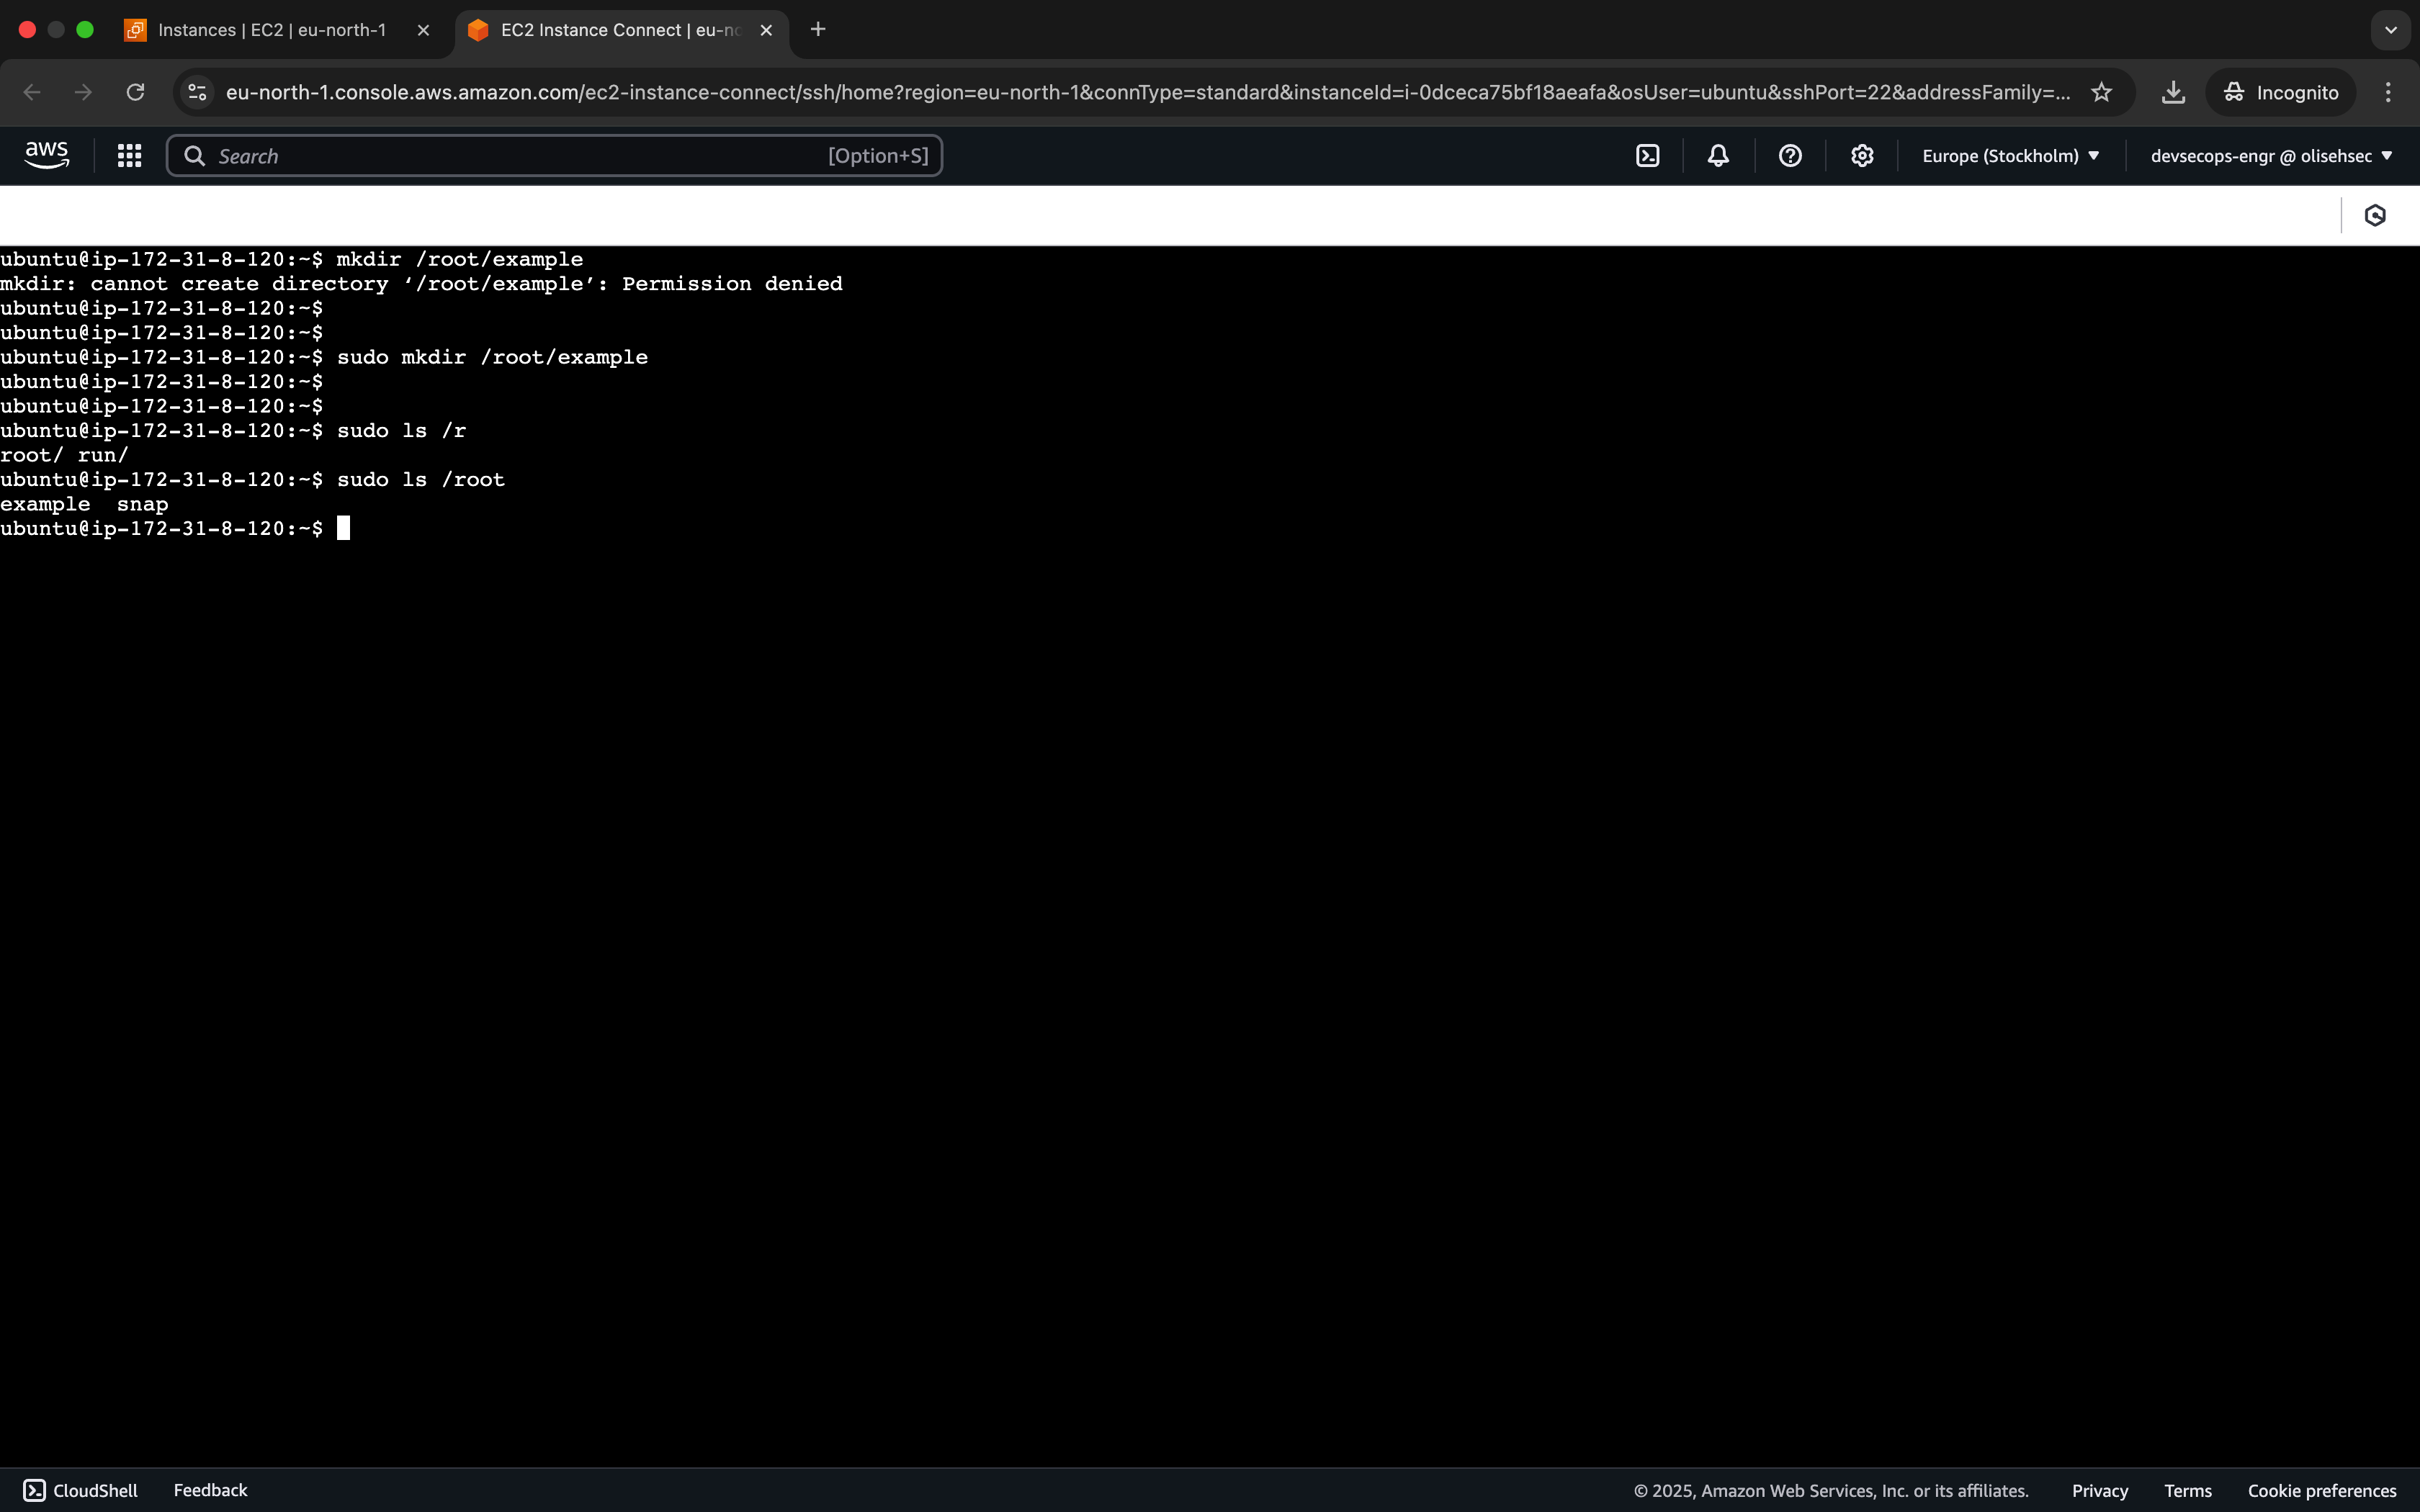 Instances | EC2 | eu-north-1
EC2 Instance Connect | eu-no
eu-north-1.console.aws.amazon.com/ec2-instance-connect/ssh/home?region=eu-north-1&connType=standard&instanceId=i-0dceca75bf18aeafa&osUser=ubuntu&sshPort=22&addressFamily=...
Incognito
aws
Search
[Option+S]
Europe (Stockholm)
devsecops-engr @ olisehsec
ubuntu@ip-172-31-8-120:~$ mkdir /root/example
mkdir: cannot create directory ‘/root/example’: Permission denied
ubuntu@ip-172-31-8-120:~$
ubuntu@ip-172-31-8-120:~$
ubuntu@ip-172-31-8-120:~$ sudo mkdir /root/example
ubuntu@ip-172-31-8-120:~$
ubuntu@ip-172-31-8-120:~$
ubuntu@ip-172-31-8-120:~$ sudo ls /r
root/ run/
ubuntu@ip-172-31-8-120:~$ sudo ls /root
example  snap
ubuntu@ip-172-31-8-120:~$
CloudShell
Feedback
© 2025, Amazon Web Services, Inc. or its affiliates.
Privacy
Terms
Cookie preferences